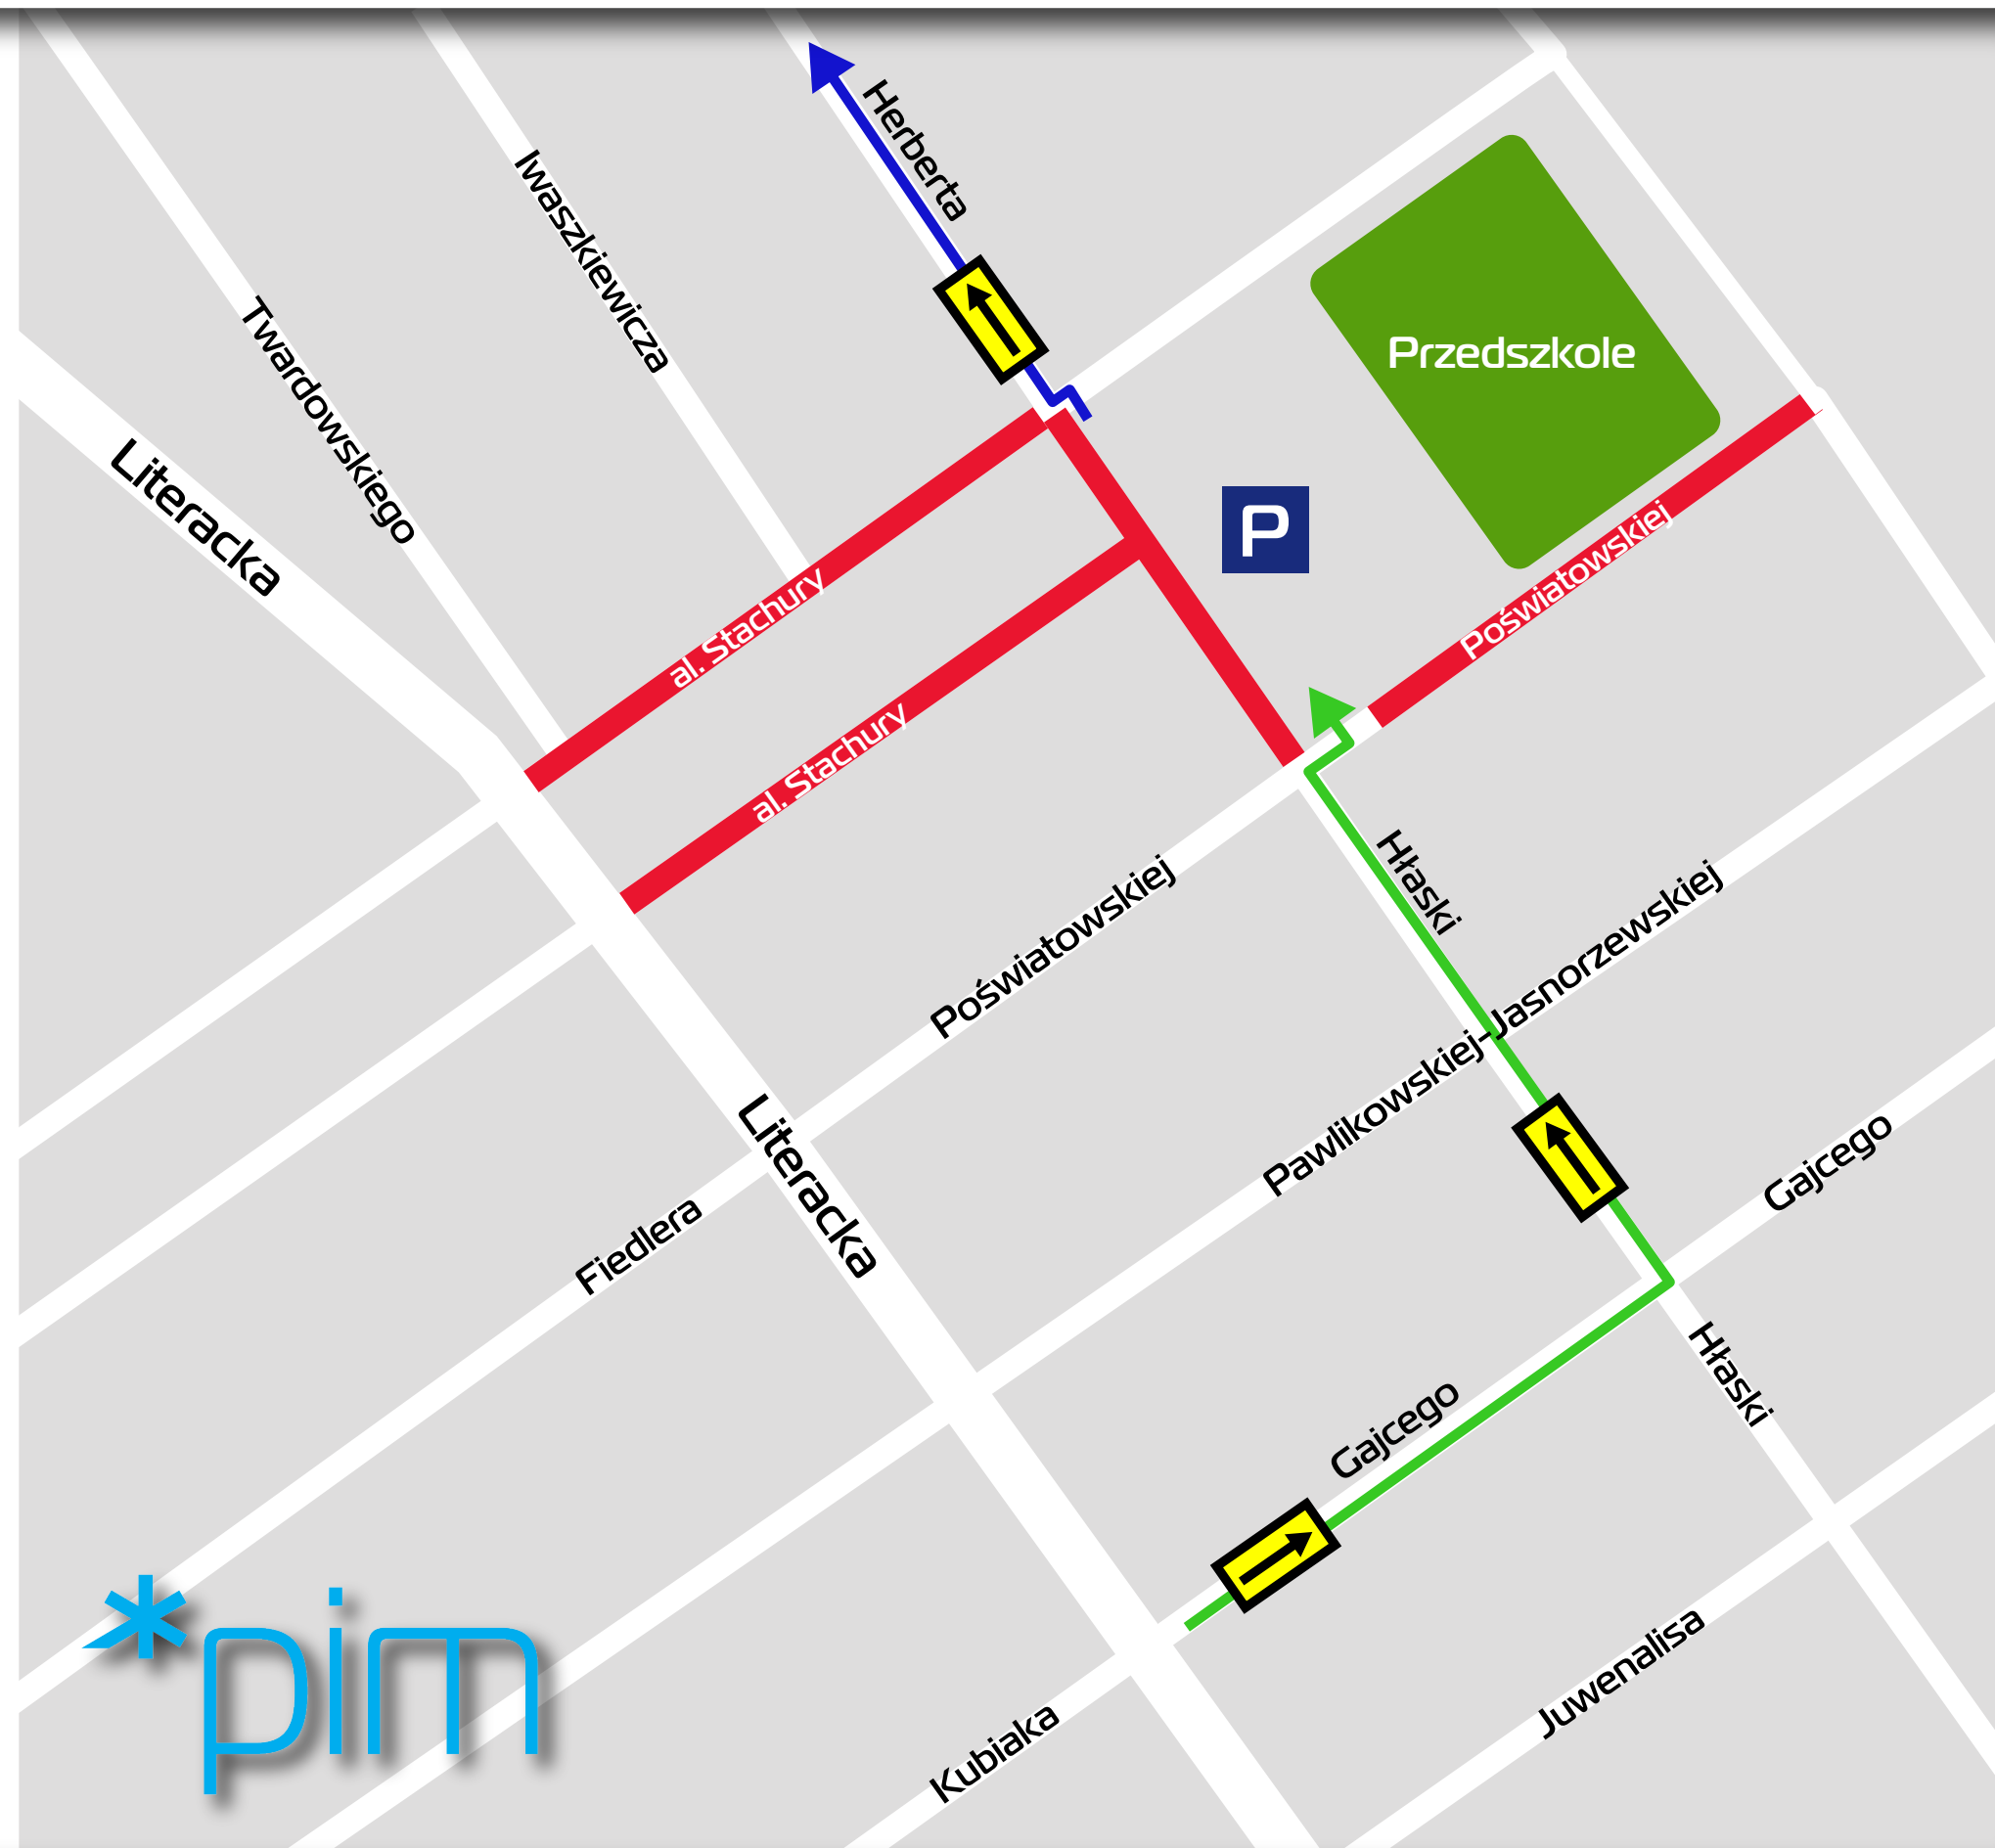 Herberta
Iwaszkiewicza
Twardowskiego
Literacka
Przedszkole
P
Poświatowskiej
al. Stachury
al. Stachury
Hłaski
Poświatowskiej
Pawlikowskiej-Jasnorzewskiej
Literacka
Gajcego
Fiedlera
Hłaski
Gajcego
Juwenalisa
Kubiaka
*pim